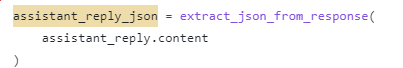 assistant_reply_json = extract_json_from_response(
    assistant_reply.content
)